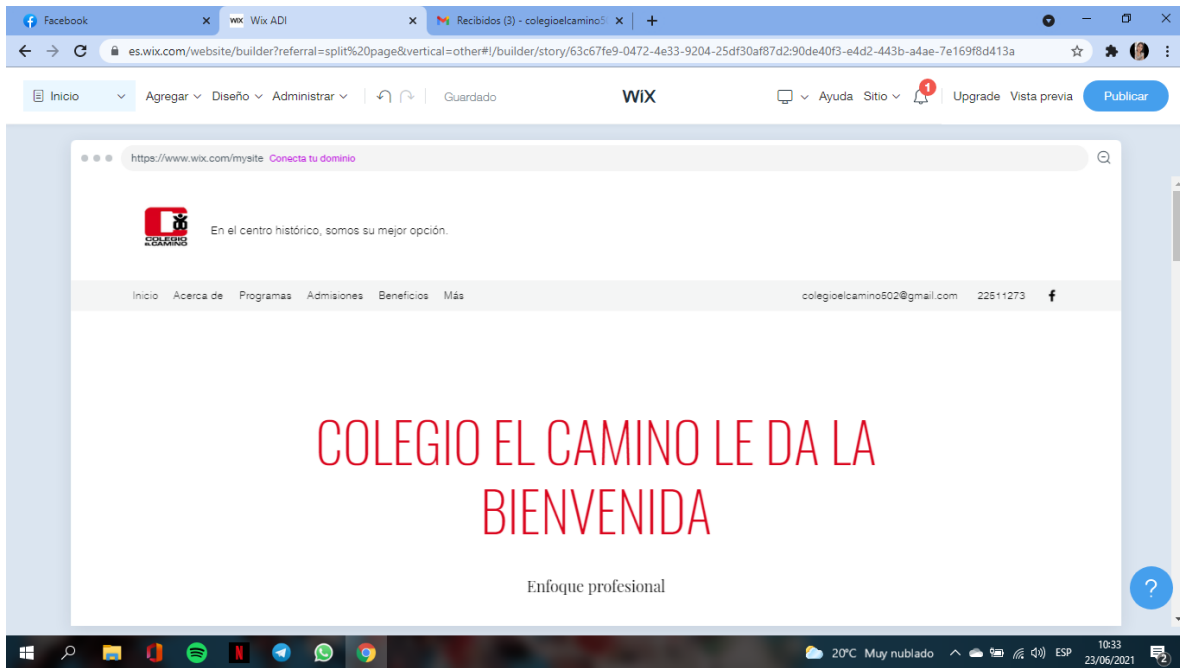 Facebook
Wix ADI
Recibidos (3) - colegioelcamino5
es.wix.com/website/builder?referral=split%20page&vertical=other#!/builder/story/63c67fe9-0472-4e33-9204-25df30af87d2:90de40f3-e4d2-443b-a4ae-7e169f8d413a
Inicio Agregar Diseño Administrar Guardado WiX Ayuda Sitio 1 Upgrade Vista previa Publicar
https://www.wix.com/mysite Conecta tu dominio
COLEGIO
EL CAMINO
En el centro histórico, somos su mejor opción.
Inicio Acerca de Programas Admisiones Beneficios Más colegioelcamino502@gmail.com 22511273 f
COLEGIO EL CAMINO LE DA LA
BIENVENIDA
Enfoque profesional
?
20°C Muy nublado ESP 10:33
23/06/2021 2